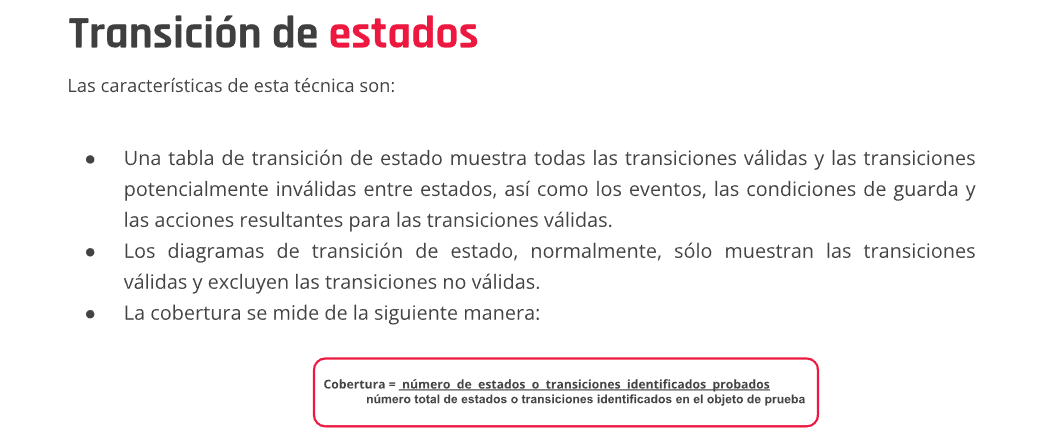 Transición de estados
Las características de esta técnica son:
● Una tabla de transición de estado muestra todas las transiciones válidas y las transiciones
potencialmente inválidas entre estados, así como los eventos, las condiciones de guarda y
las acciones resultantes para las transiciones válidas.
● Los diagramas de transición de estado, normalmente, sólo muestran las transiciones
válidas y excluyen las transiciones no válidas.
● La cobertura se mide de la siguiente manera:
Cobertura = número de estados o transiciones identificados probados
número total de estados o transiciones identificados en el objeto de prueba